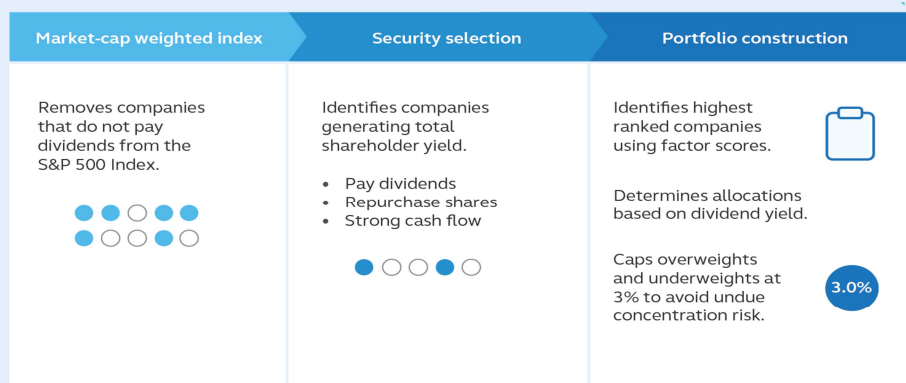 Market-cap weighted index
Security selection
Portfolio construction
Removes companies
that do not pay
dividends from the
S&P 500 Index.
Identifies companies
generating total
shareholder yield.
• Pay dividends
• Repurchase shares
• Strong cash flow
Identifies highest
ranked companies
using factor scores.
Determines allocations
based on dividend yield.
Caps overweights
and underweights at
3% to avoid undue
concentration risk.
3.0%